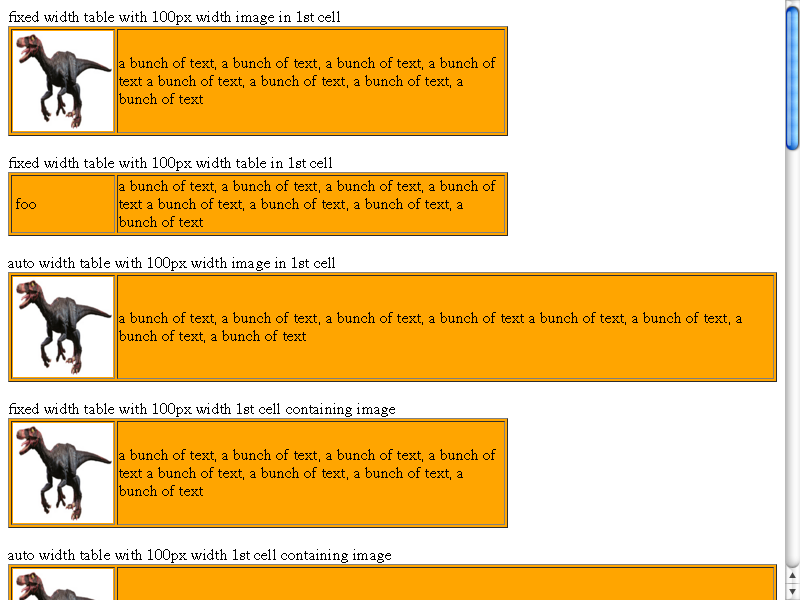 fixed width table with 100px width image in 1st cell
a bunch of text, a bunch of text, a bunch of text, a bunch of
text a bunch of text, a bunch of text, a bunch of text, a
bunch of text
fixed width table with 100px width table in 1st cell
foo
a bunch of text, a bunch of text, a bunch of text, a bunch of
text a bunch of text, a bunch of text, a bunch of text, a
bunch of text
auto width table with 100px width image in 1st cell
a bunch of text, a bunch of text, a bunch of text, a bunch of text a bunch of text, a bunch of text, a
bunch of text, a bunch of text
fixed width table with 100px width 1st cell containing image
a bunch of text, a bunch of text, a bunch of text, a bunch of
text a bunch of text, a bunch of text, a bunch of text, a
bunch of text
auto width table with 100px width 1st cell containing image